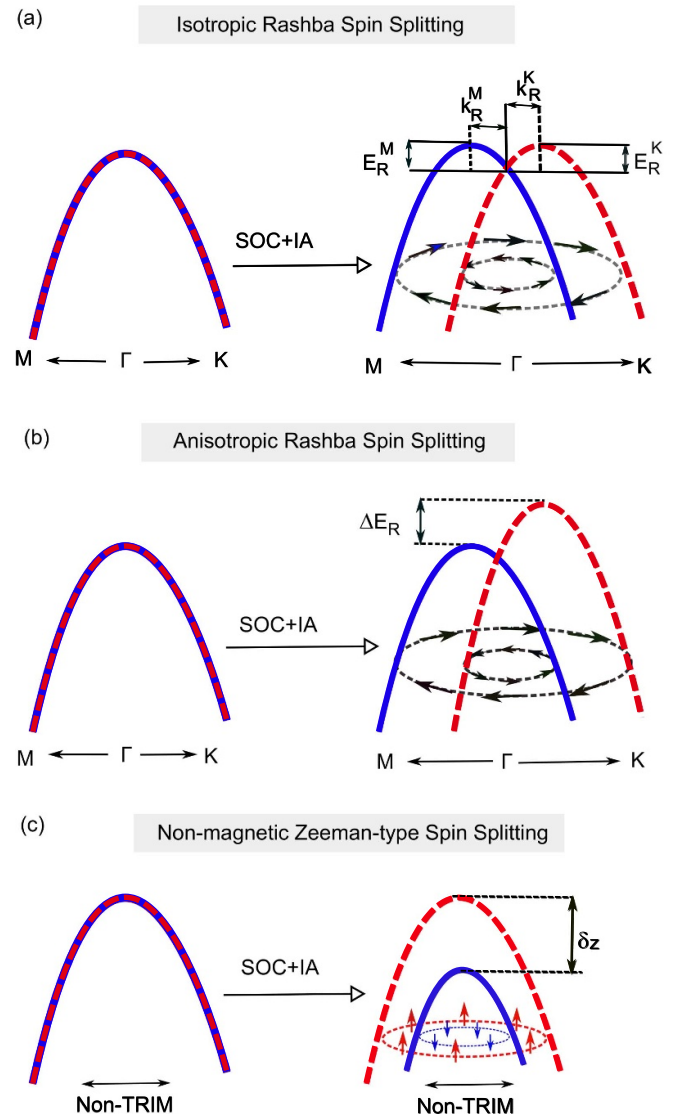 (a)
Isotropic Rashba Spin Splitting
k_R^M
k_R^K
E_R^M
E_R^K
SOC+IA
M Γ K
M Γ K
(b)
Anisotropic Rashba Spin Splitting
ΔE_R
SOC+IA
M Γ K
M Γ K
(c)
Non-magnetic Zeeman-type Spin Splitting
δz
SOC+IA
Non-TRIM
Non-TRIM